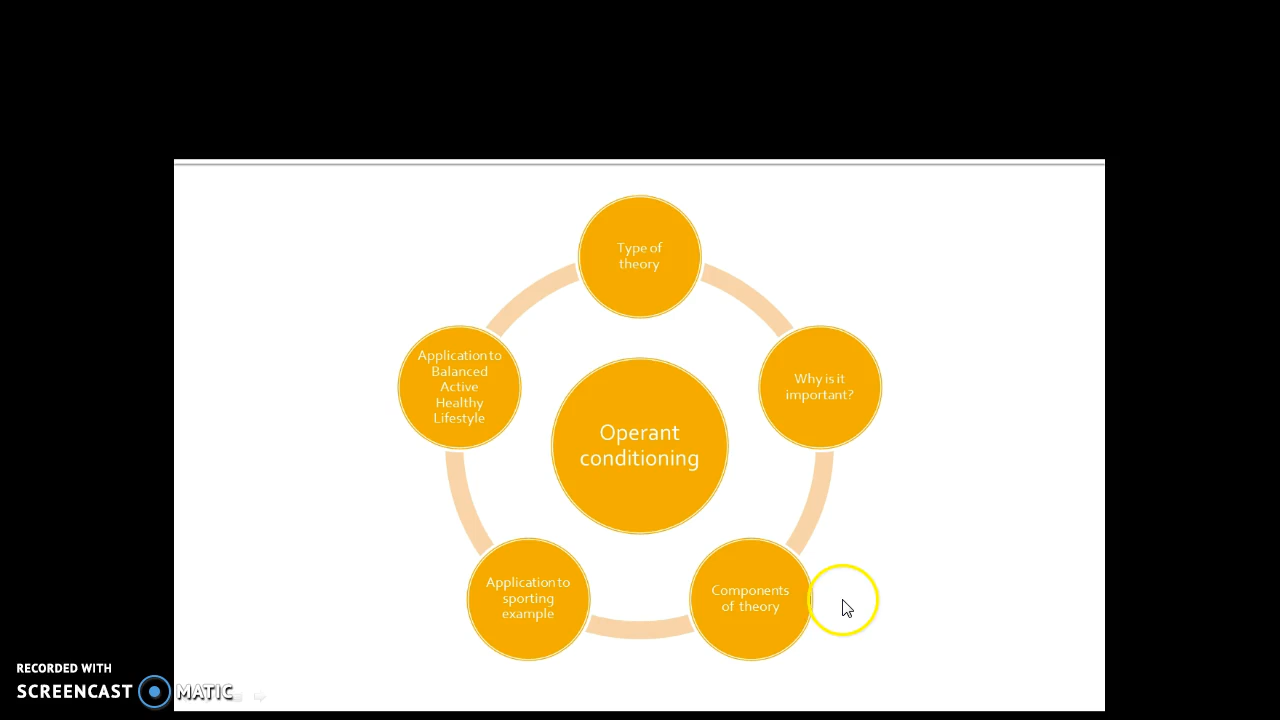 Type of
theory
Why is it
important?
Components
of theory
Application to
sporting
example
Application to
Balanced
Active
Healthy
Lifestyle
Operant
conditioning
RECORDED WITH
SCREENCAST MATIC